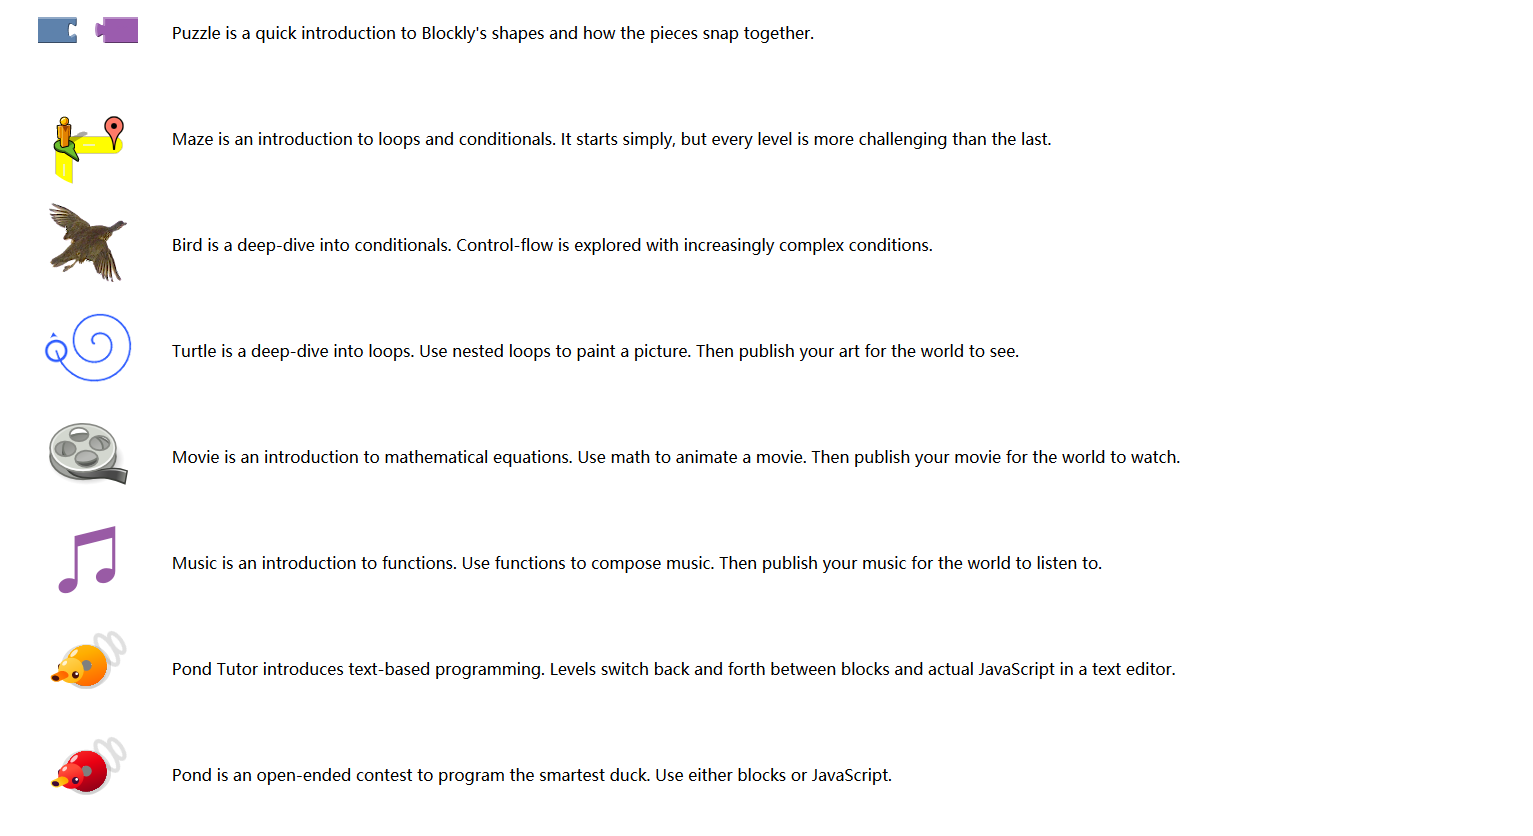 Puzzle is a quick introduction to Blockly's shapes and how the pieces snap together.
Maze is an introduction to loops and conditionals. It starts simply, but every level is more challenging than the last.
Bird is a deep-dive into conditionals. Control-flow is explored with increasingly complex conditions.
Turtle is a deep-dive into loops. Use nested loops to paint a picture. Then publish your art for the world to see.
Movie is an introduction to mathematical equations. Use math to animate a movie. Then publish your movie for the world to watch.
Music is an introduction to functions. Use functions to compose music. Then publish your music for the world to listen to.
Pond Tutor introduces text-based programming. Levels switch back and forth between blocks and actual JavaScript in a text editor.
Pond is an open-ended contest to program the smartest duck. Use either blocks or JavaScript.